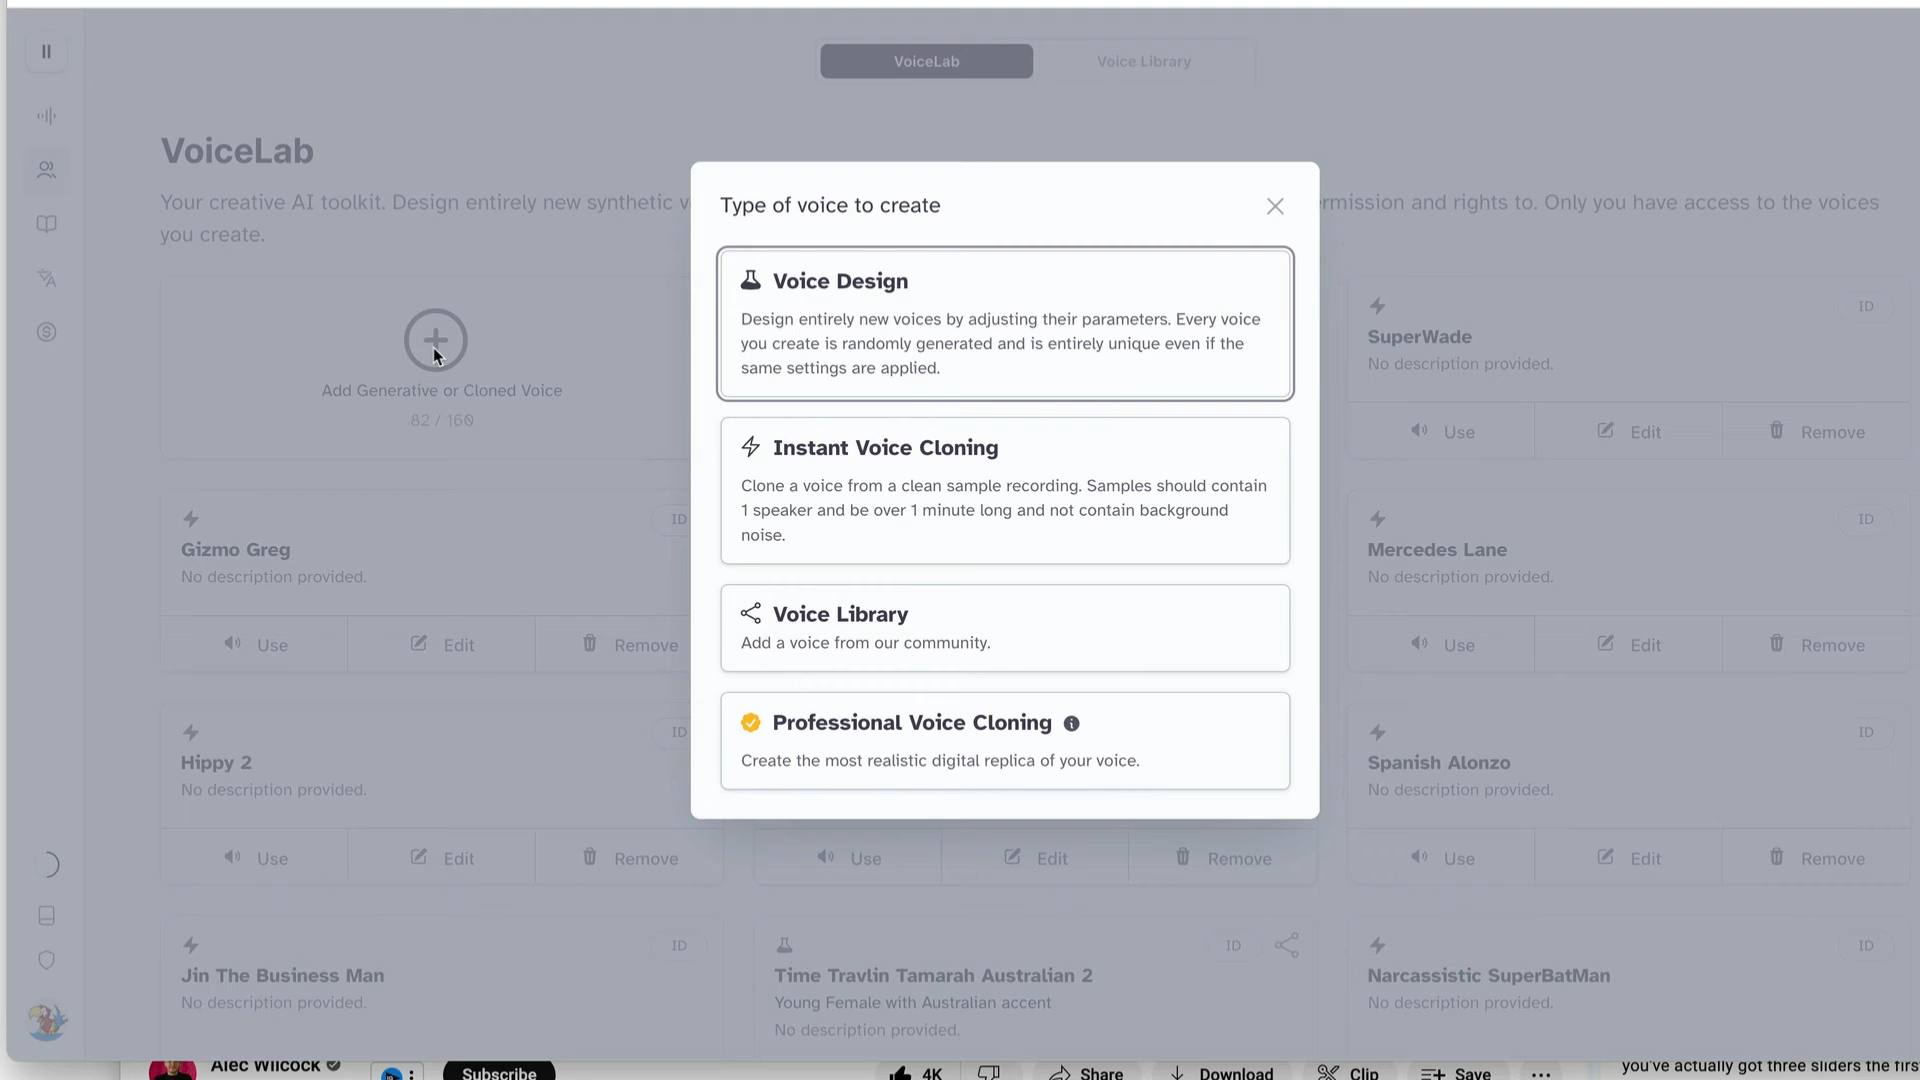 VoiceLab
Voice Library
VoiceLab
Your creative AI toolkit. Design entirely new synthetic v
rmission and rights to. Only you have access to the voices
you create.
Type of voice to create
Voice Design
Design entirely new voices by adjusting their parameters. Every voice
you create is randomly generated and is entirely unique even if the
same settings are applied.
Instant Voice Cloning
Clone a voice from a clean sample recording. Samples should contain
1 speaker and be over 1 minute long and not contain background
noise.
Voice Library
Add a voice from our community.
Professional Voice Cloning
Create the most realistic digital replica of your voice.
Add Generative or Cloned Voice
82 / 160
ID
SuperWade
No description provided.
Use Edit Remove
ID
Gizmo Greg
No description provided.
Use Edit Remove
ID
Mercedes Lane
No description provided.
Use Edit Remove
ID
Hippy 2
No description provided.
Use Edit Remove
Use Edit Remove
ID
Spanish Alonzo
No description provided.
Use Edit Remove
ID
Jin The Business Man
No description provided.
ID
Time Travlin Tamarah Australian 2
Young Female with Australian accent
No description provided.
ID
Narcassistic SuperBatMan
No description provided.
Alec Wilcock
Subscribe
4K
Share
Download
Clip
Save
you've actually got three sliders the firs